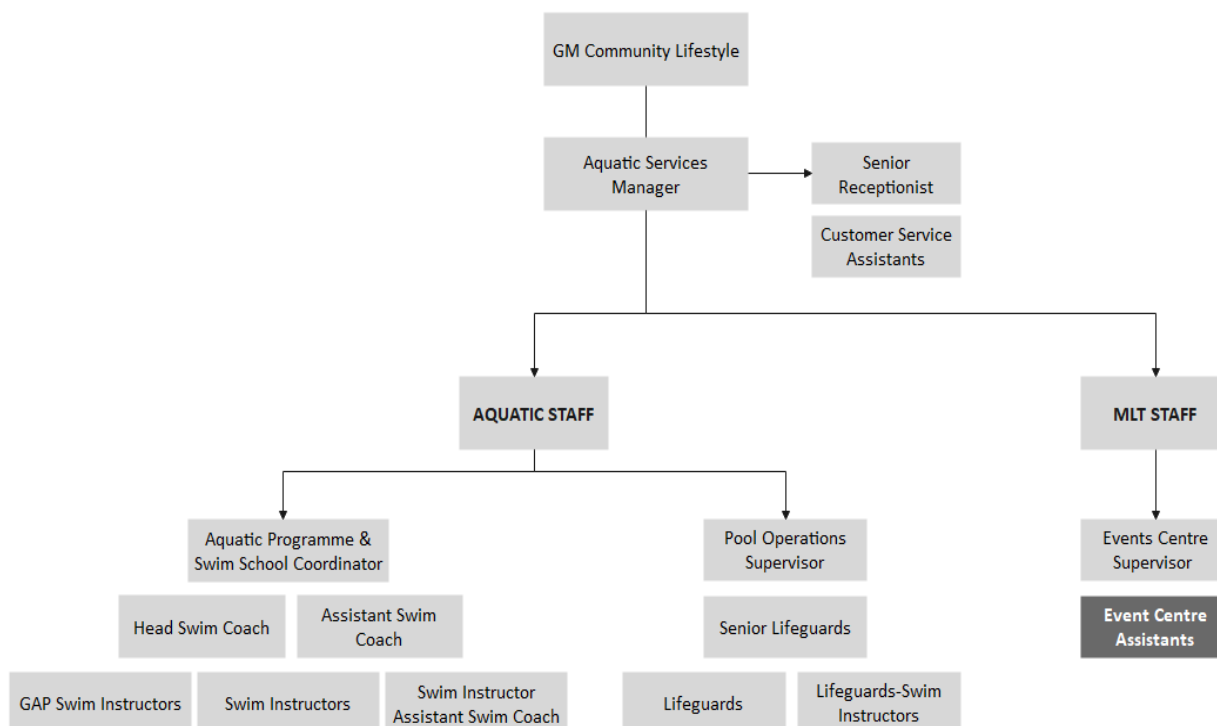 GM Community Lifestyle
Aquatic Services
Manager
Senior
Receptionist
Customer Service
Assistants
AQUATIC STAFF
MLT STAFF
Aquatic Programme &
Swim School Coordinator
Pool Operations
Supervisor
Events Centre
Supervisor
Head Swim Coach
Assistant Swim
Coach
Senior Lifeguards
Event Centre
Assistants
GAP Swim Instructors
Swim Instructors
Swim Instructor
Assistant Swim Coach
Lifeguards
Lifeguards-Swim
Instructors